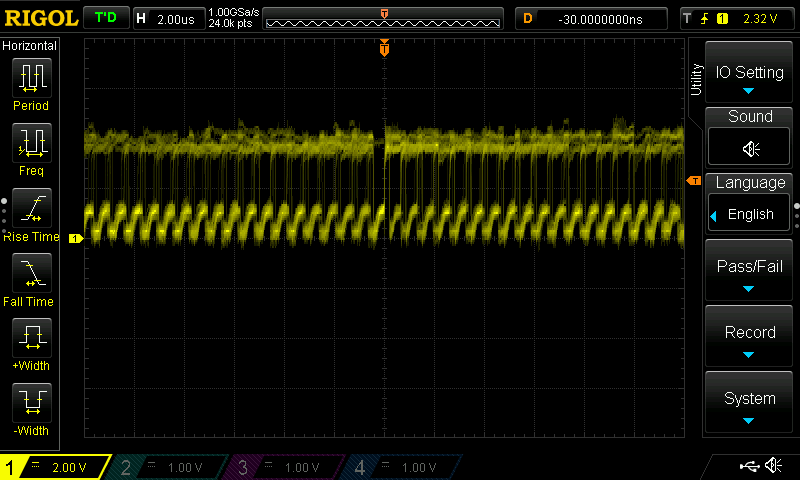 RIGOL T'D H 2.00us 1.00GSa/s 24.0k pts T D -30.0000000ns T 1 2.32 V
Horizontal
Period
Freq
Rise Time
Fall Time
+Width
-Width
T
T
1
Utility
IO Setting
Sound
Language
English
Pass/Fail
Record
System
1 2.00 V 2 1.00 V 3 1.00 V 4 1.00 V